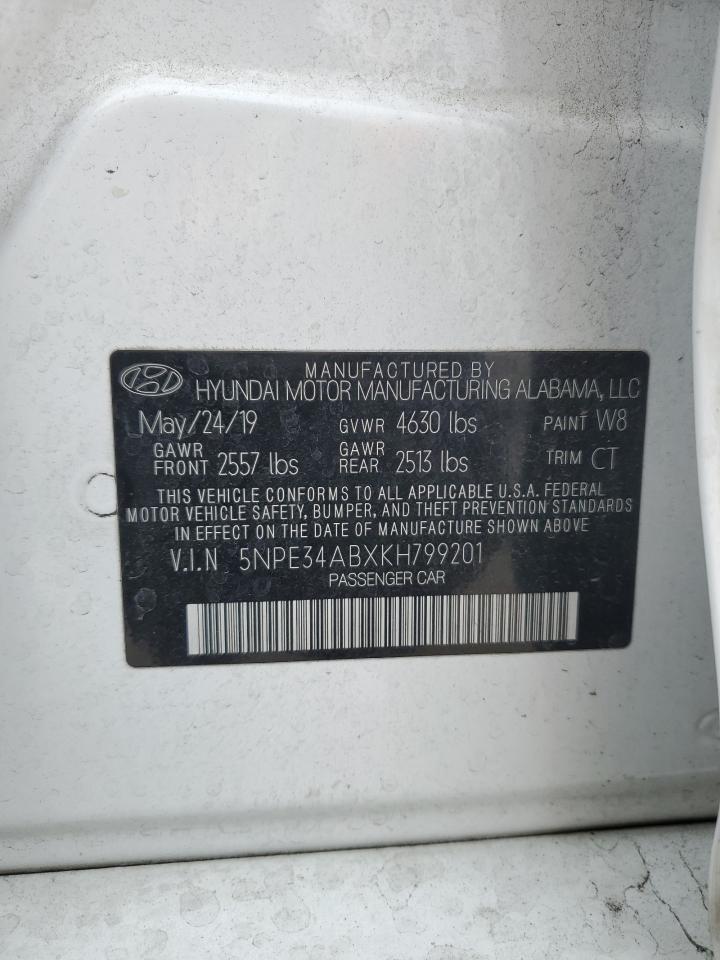 MANUFACTURED BY
HYUNDAI MOTOR MANUFACTURING ALABAMA, LLC
May/24/19 GVWR 4630 lbs PAINT W8
GAWR FRONT 2557 lbs GAWR REAR 2513 lbs TRIM CT
THIS VEHICLE CONFORMS TO ALL APPLICABLE U.S.A. FEDERAL
MOTOR VEHICLE SAFETY, BUMPER, AND THEFT PREVENTION STANDARDS
IN EFFECT ON THE DATE OF MANUFACTURE SHOWN ABOVE
V.I.N 5NPE34ABXKH799201
PASSENGER CAR